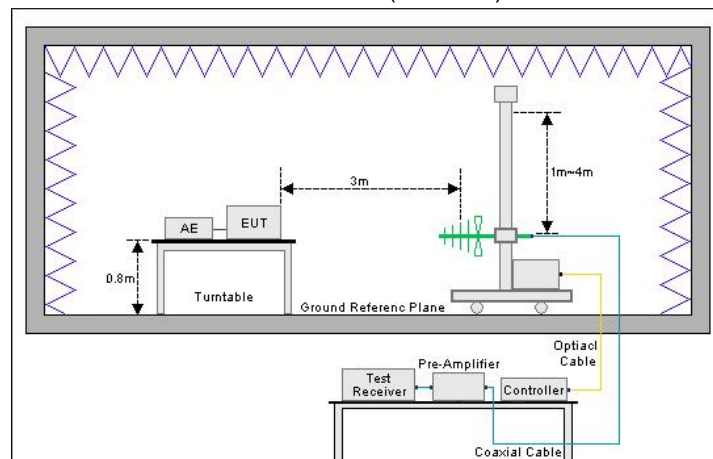 3m
1m~4m
AE
EUT
0.8m
Turntable
Ground Referenc Plane
Optiacl
Cable
Pre-Amplifier
Test
Receiver
Controller
Coaxial Cable